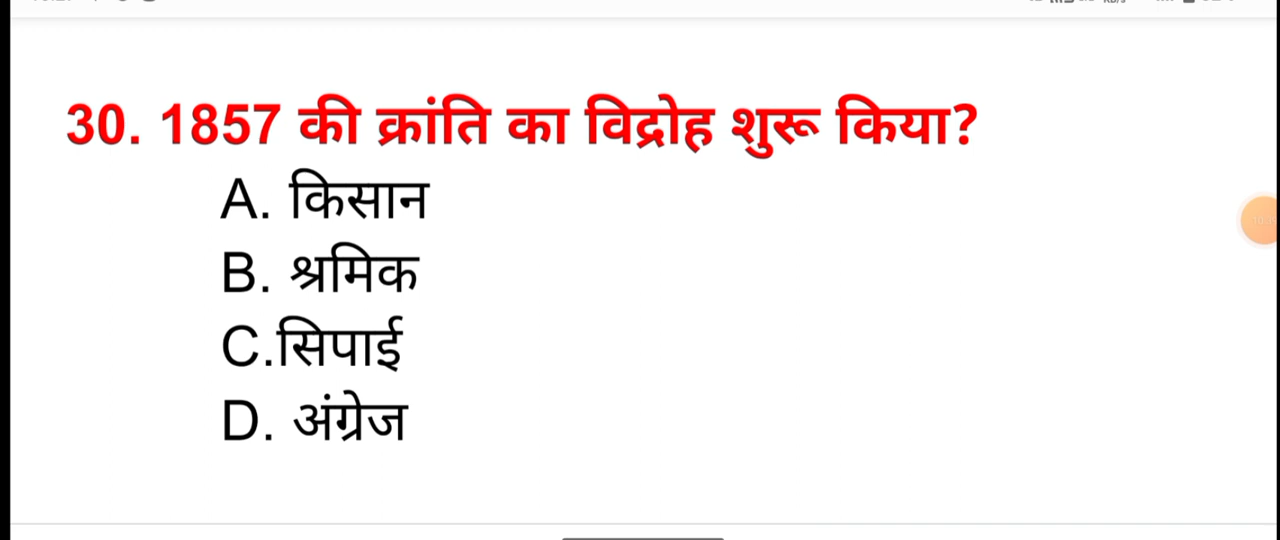 30. 1857 की क्रांति का विद्रोह शुरू किया?
A. किसान
B. श्रमिक
C.सिपाई
D. अंग्रेज